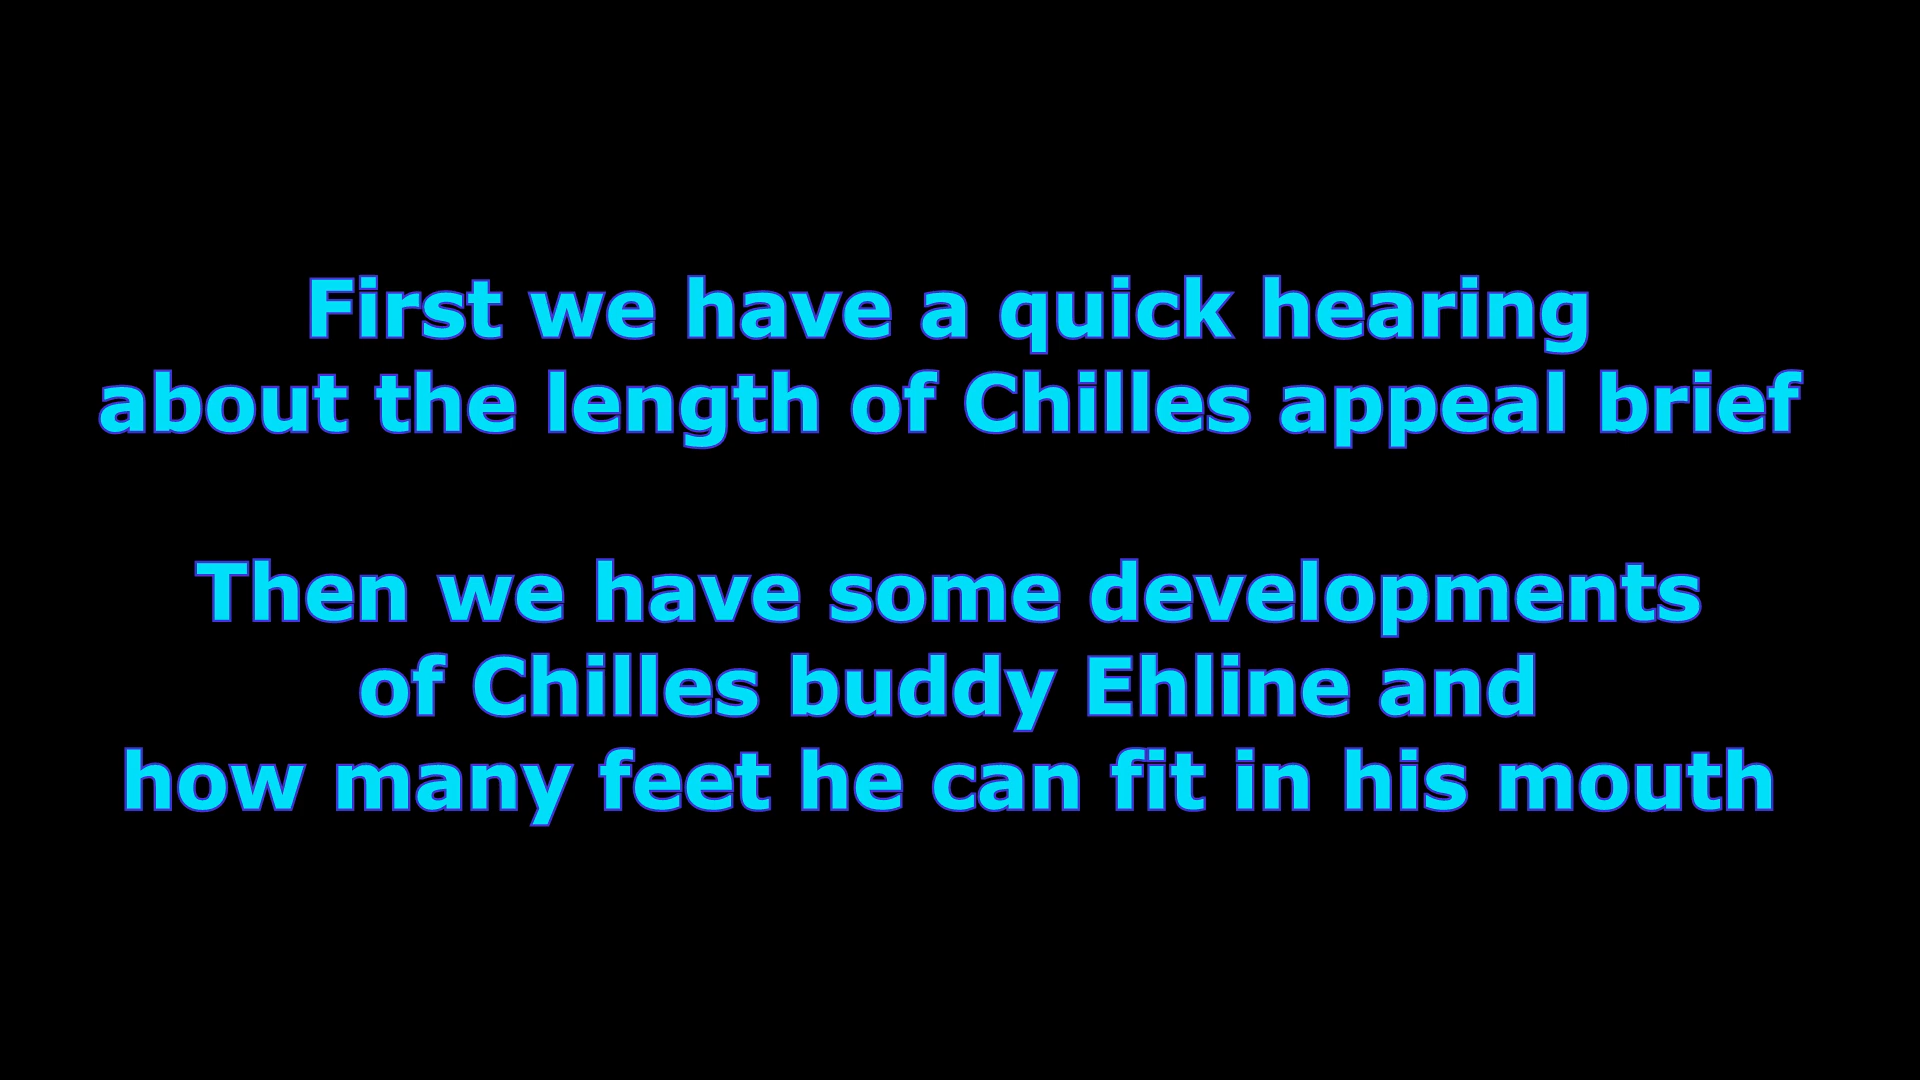 First we have a quick hearing
about the length of Chilles appeal brief
Then we have some developments
of Chilles buddy Ehline and
how many feet he can fit in his mouth